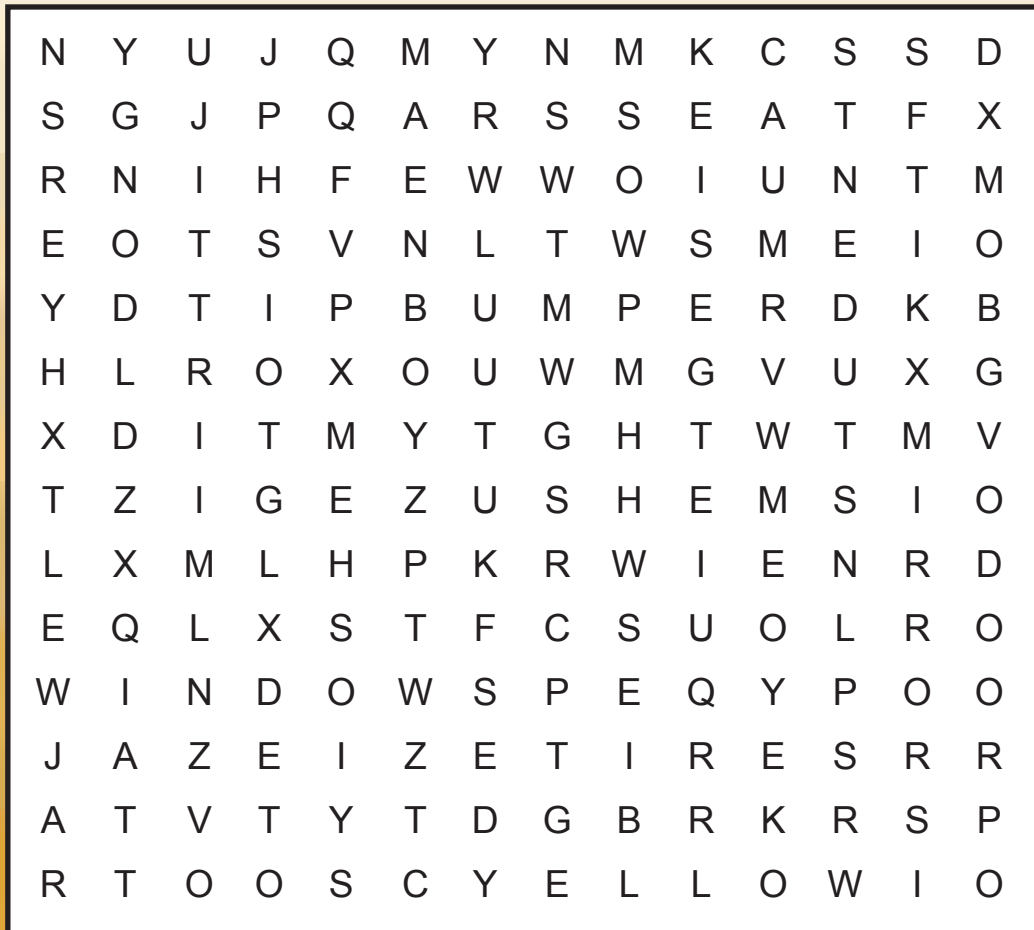 N Y U J Q M Y N M K C S S D
S G J P Q A R S S E A T F X
R N I H F E W W O I U N T M
E O T S V N L T W S M E I O
Y D T I P B U M P E R D K B
H L R O X O U W M G V U X G
X D I T M Y T G H T W T M V
T Z I G E Z U S H E M S I O
L X M L H P K R W I E N R D
E Q L X S T F C S U O L R O
W I N D O W S P E Q Y P O O
J A Z E I Z E T I R E S R R
A T V T Y T D G B R K R S P
R T O O S C Y E L L O W I O